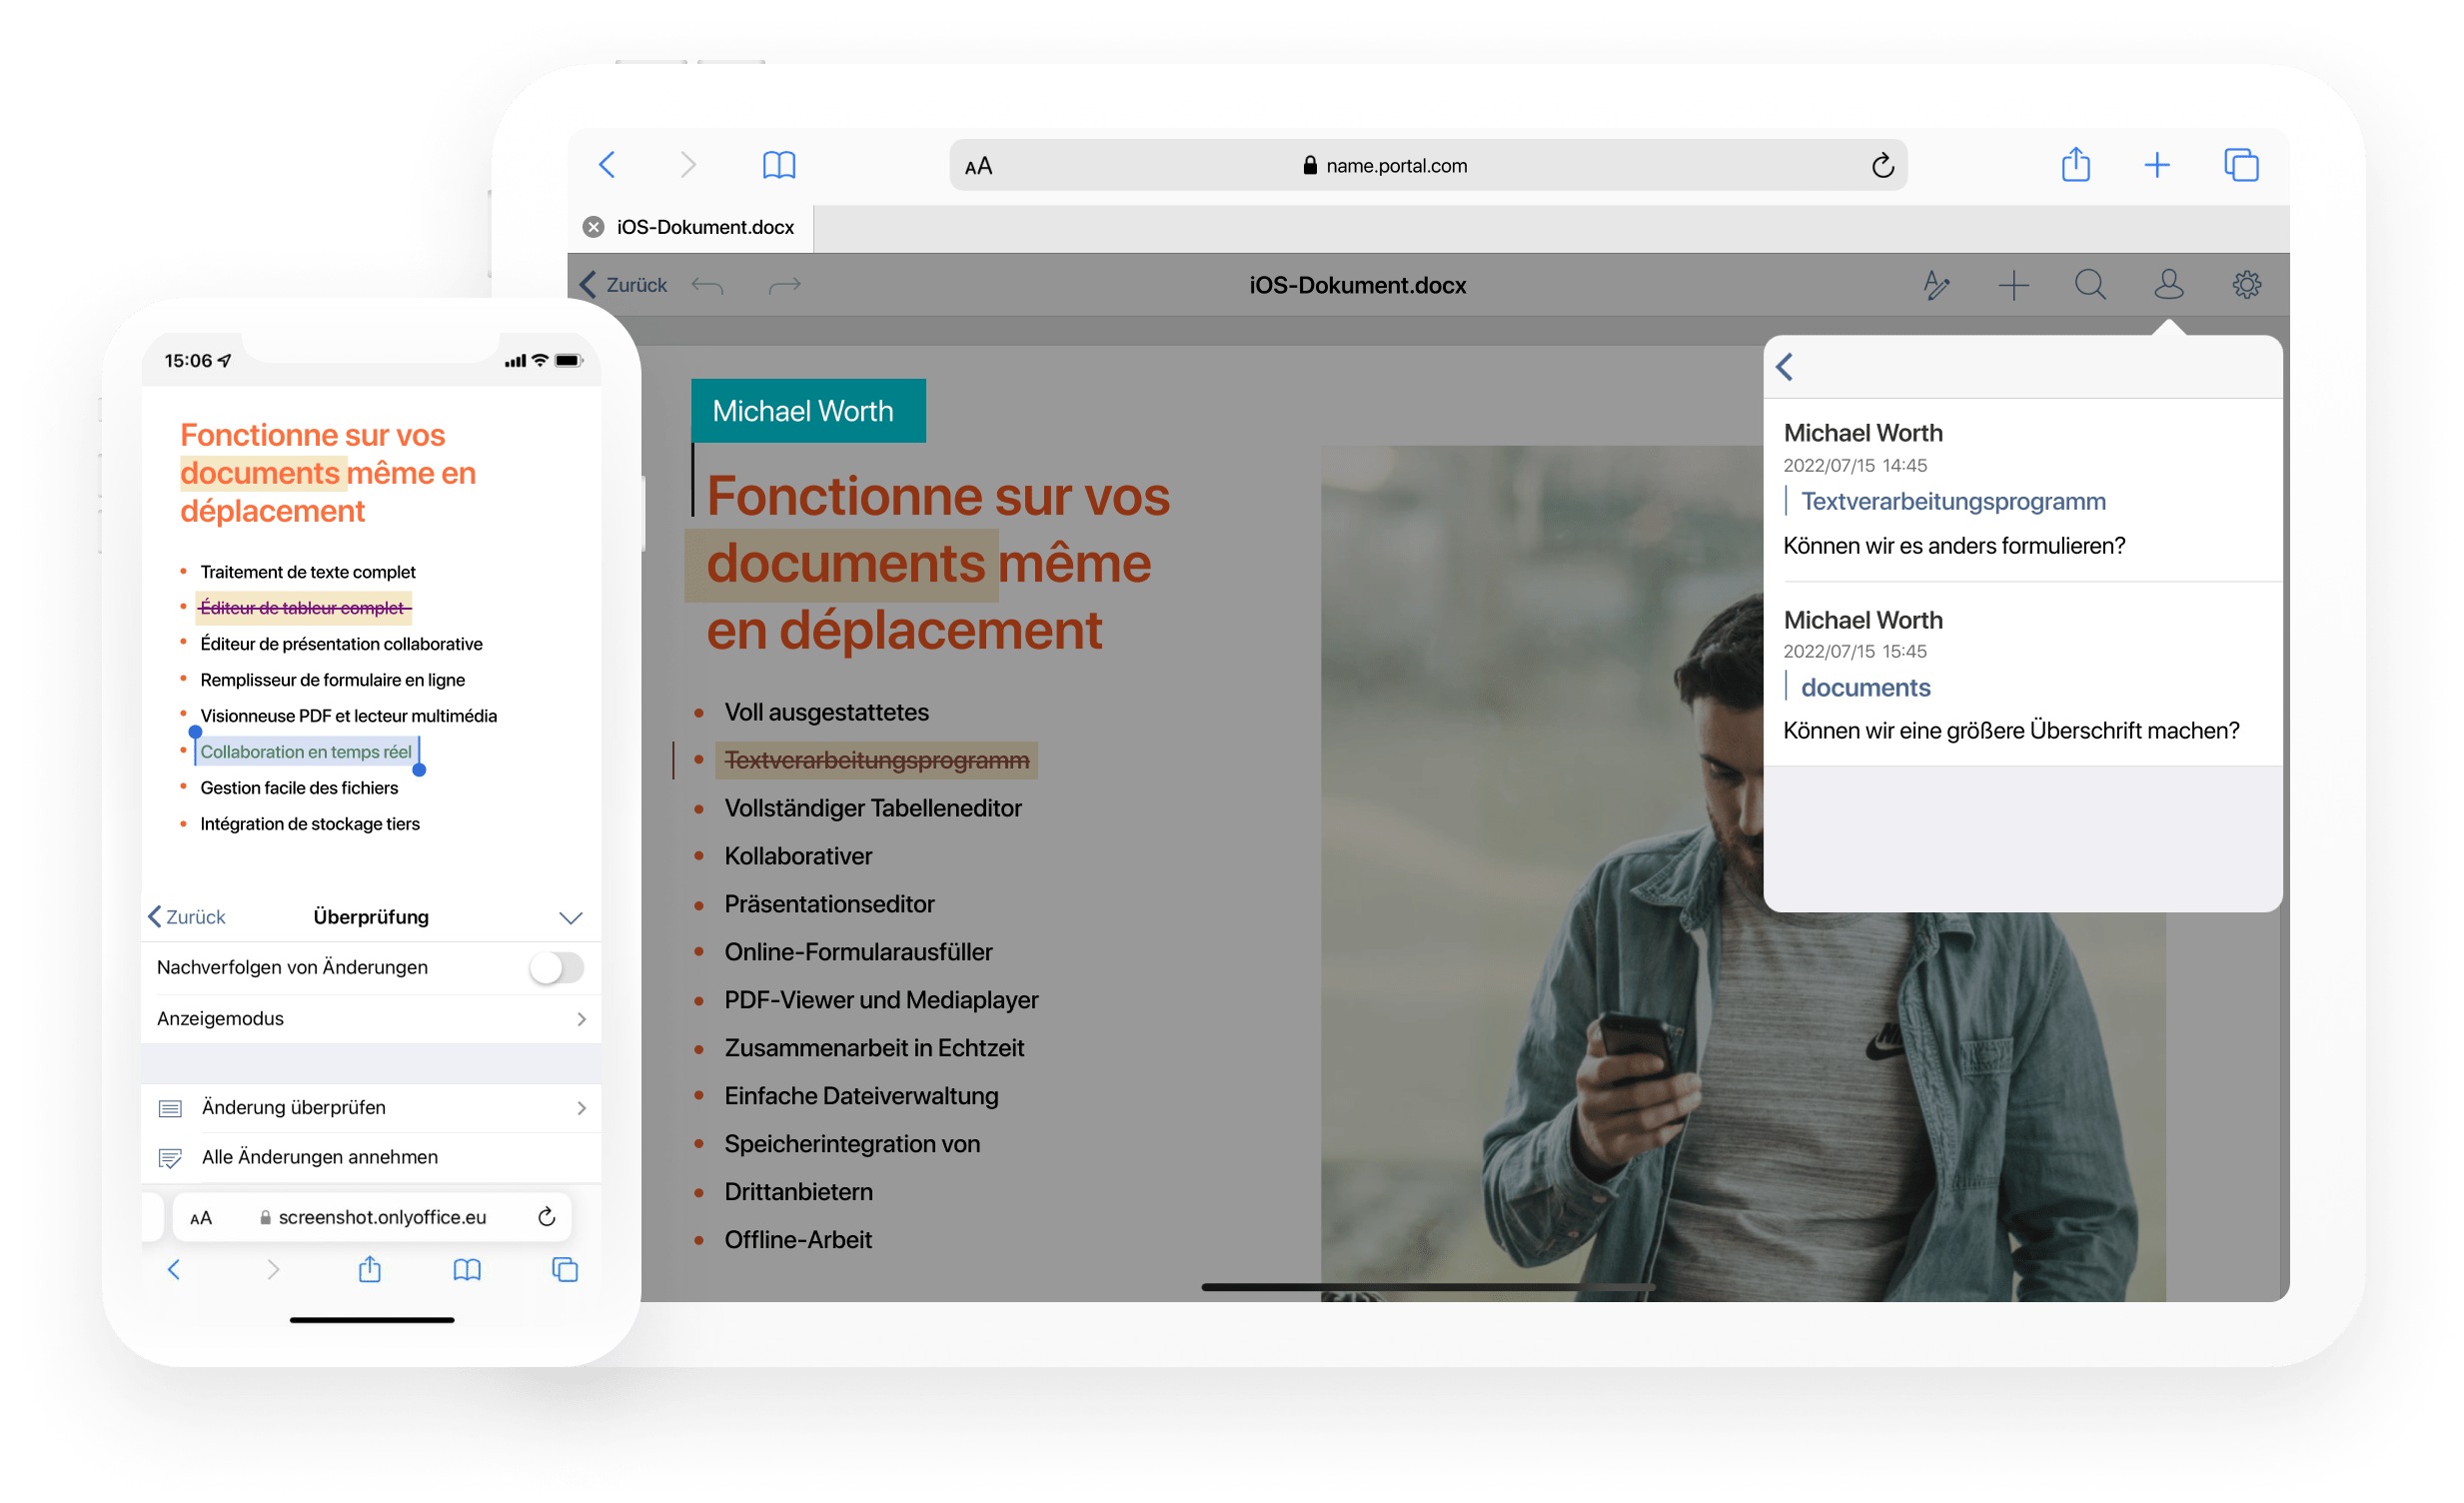 AA
name.portal.com
iOS-Dokument.docx
Zurück
iOS-Dokument.docx
Michael Worth
Fonctionne sur vos
documents même
en déplacement
Voll ausgestattetes
Textverarbeitungsprogramm
Vollständiger Tabelleneditor
Kollaborativer
Präsentationseditor
Online-Formularausfüller
PDF-Viewer und Mediaplayer
Zusammenarbeit in Echtzeit
Einfache Dateiverwaltung
Speicherintegration von
Drittanbietern
Offline-Arbeit
Michael Worth
2022/07/15 14:45
Textverarbeitungsprogramm
Können wir es anders formulieren?
Michael Worth
2022/07/15 15:45
documents
Können wir eine größere Überschrift machen?
15:06
Fonctionne sur vos
documents même en
déplacement
Traitement de texte complet
Éditeur de tableur complet
Éditeur de présentation collaborative
Remplisseur de formulaire en ligne
Visionneuse PDF et lecteur multimédia
Collaboration en temps réel
Gestion facile des fichiers
Intégration de stockage tiers
Zurück
Überprüfung
Nachverfolgen von Änderungen
Anzeigemodus
Änderung überprüfen
Alle Änderungen annehmen
AA
screenshot.onlyoffice.eu